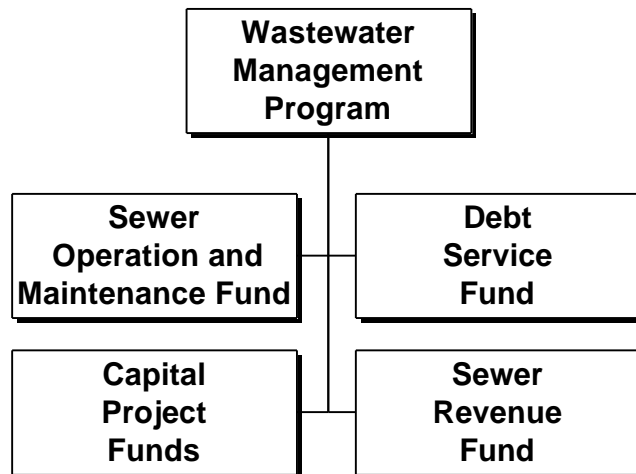 Wastewater
Management
Program
Sewer
Operation and
Maintenance Fund
Debt
Service
Fund
Capital
Project
Funds
Sewer
Revenue
Fund